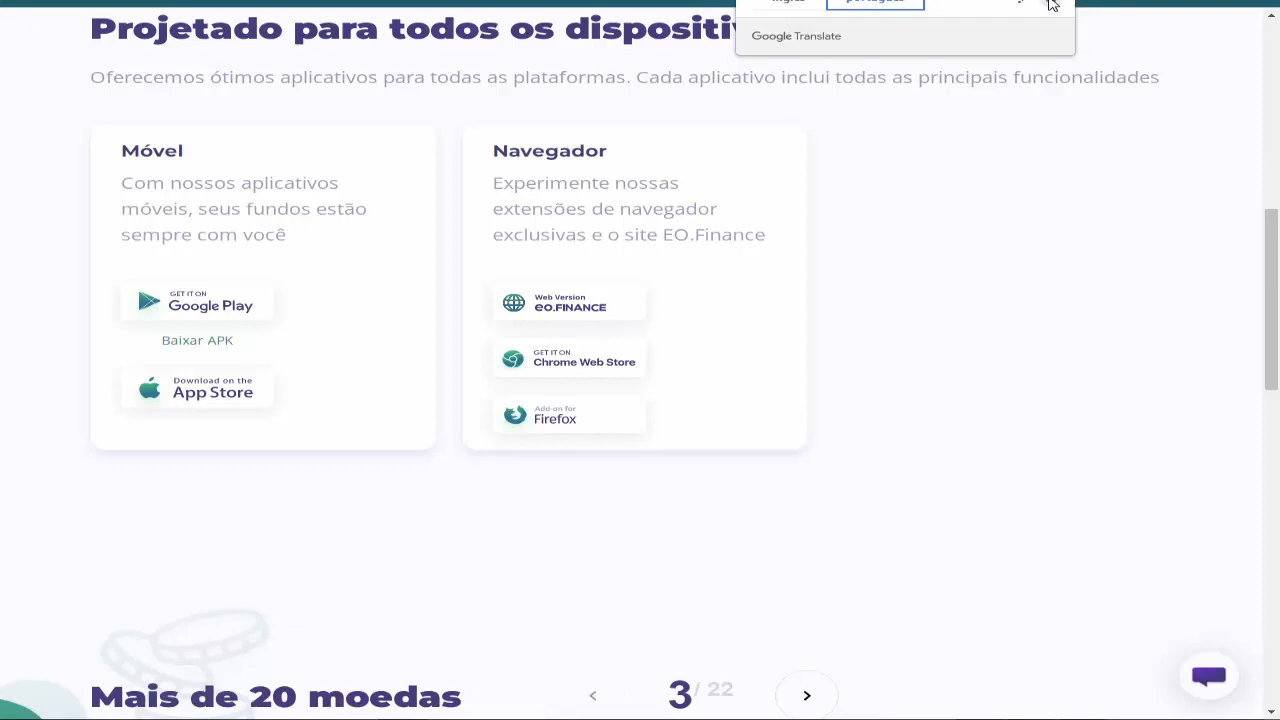 português
Google Translate
Projetado para todos os
Oferecemos ótimos aplicativos para todas as plataformas. Cada aplicativo inclui todas as principais funcionalidades
Móvel
Com nossos aplicativos
móveis, seus fundos estão
sempre com você
GET IT ON
Google Play
Baixar APK
Download on the
App Store
Navegador
Experimente nossas
extensões de navegador
exclusivas e o site EO.Finance
Web Version
eo.FINANCE
GET IT ON
Chrome Web Store
Add-on for
Firefox
Mais de 20 moedas
< 3 / 22 >